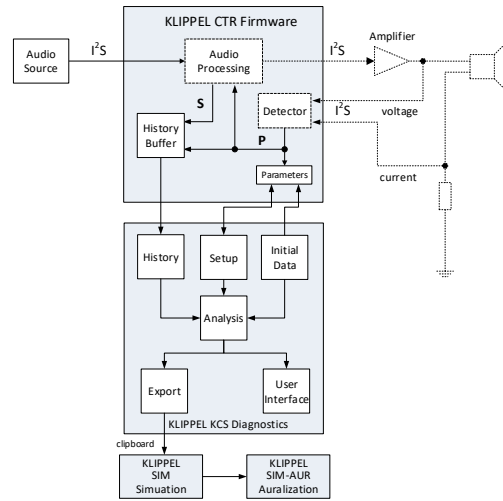 KLIPPEL CTR Firmware
Amplifier
Audio
Source
I²S
Audio
Processing
I²S
S
Detector
I²S
voltage
History
Buffer
P
Parameters
current
History
Setup
Initial
Data
Analysis
Export
User
Interface
KLIPPEL KCS Diagnostics
clipboard
KLIPPEL
SIM
Simuation
KLIPPEL
SIM-AUR
Auralization